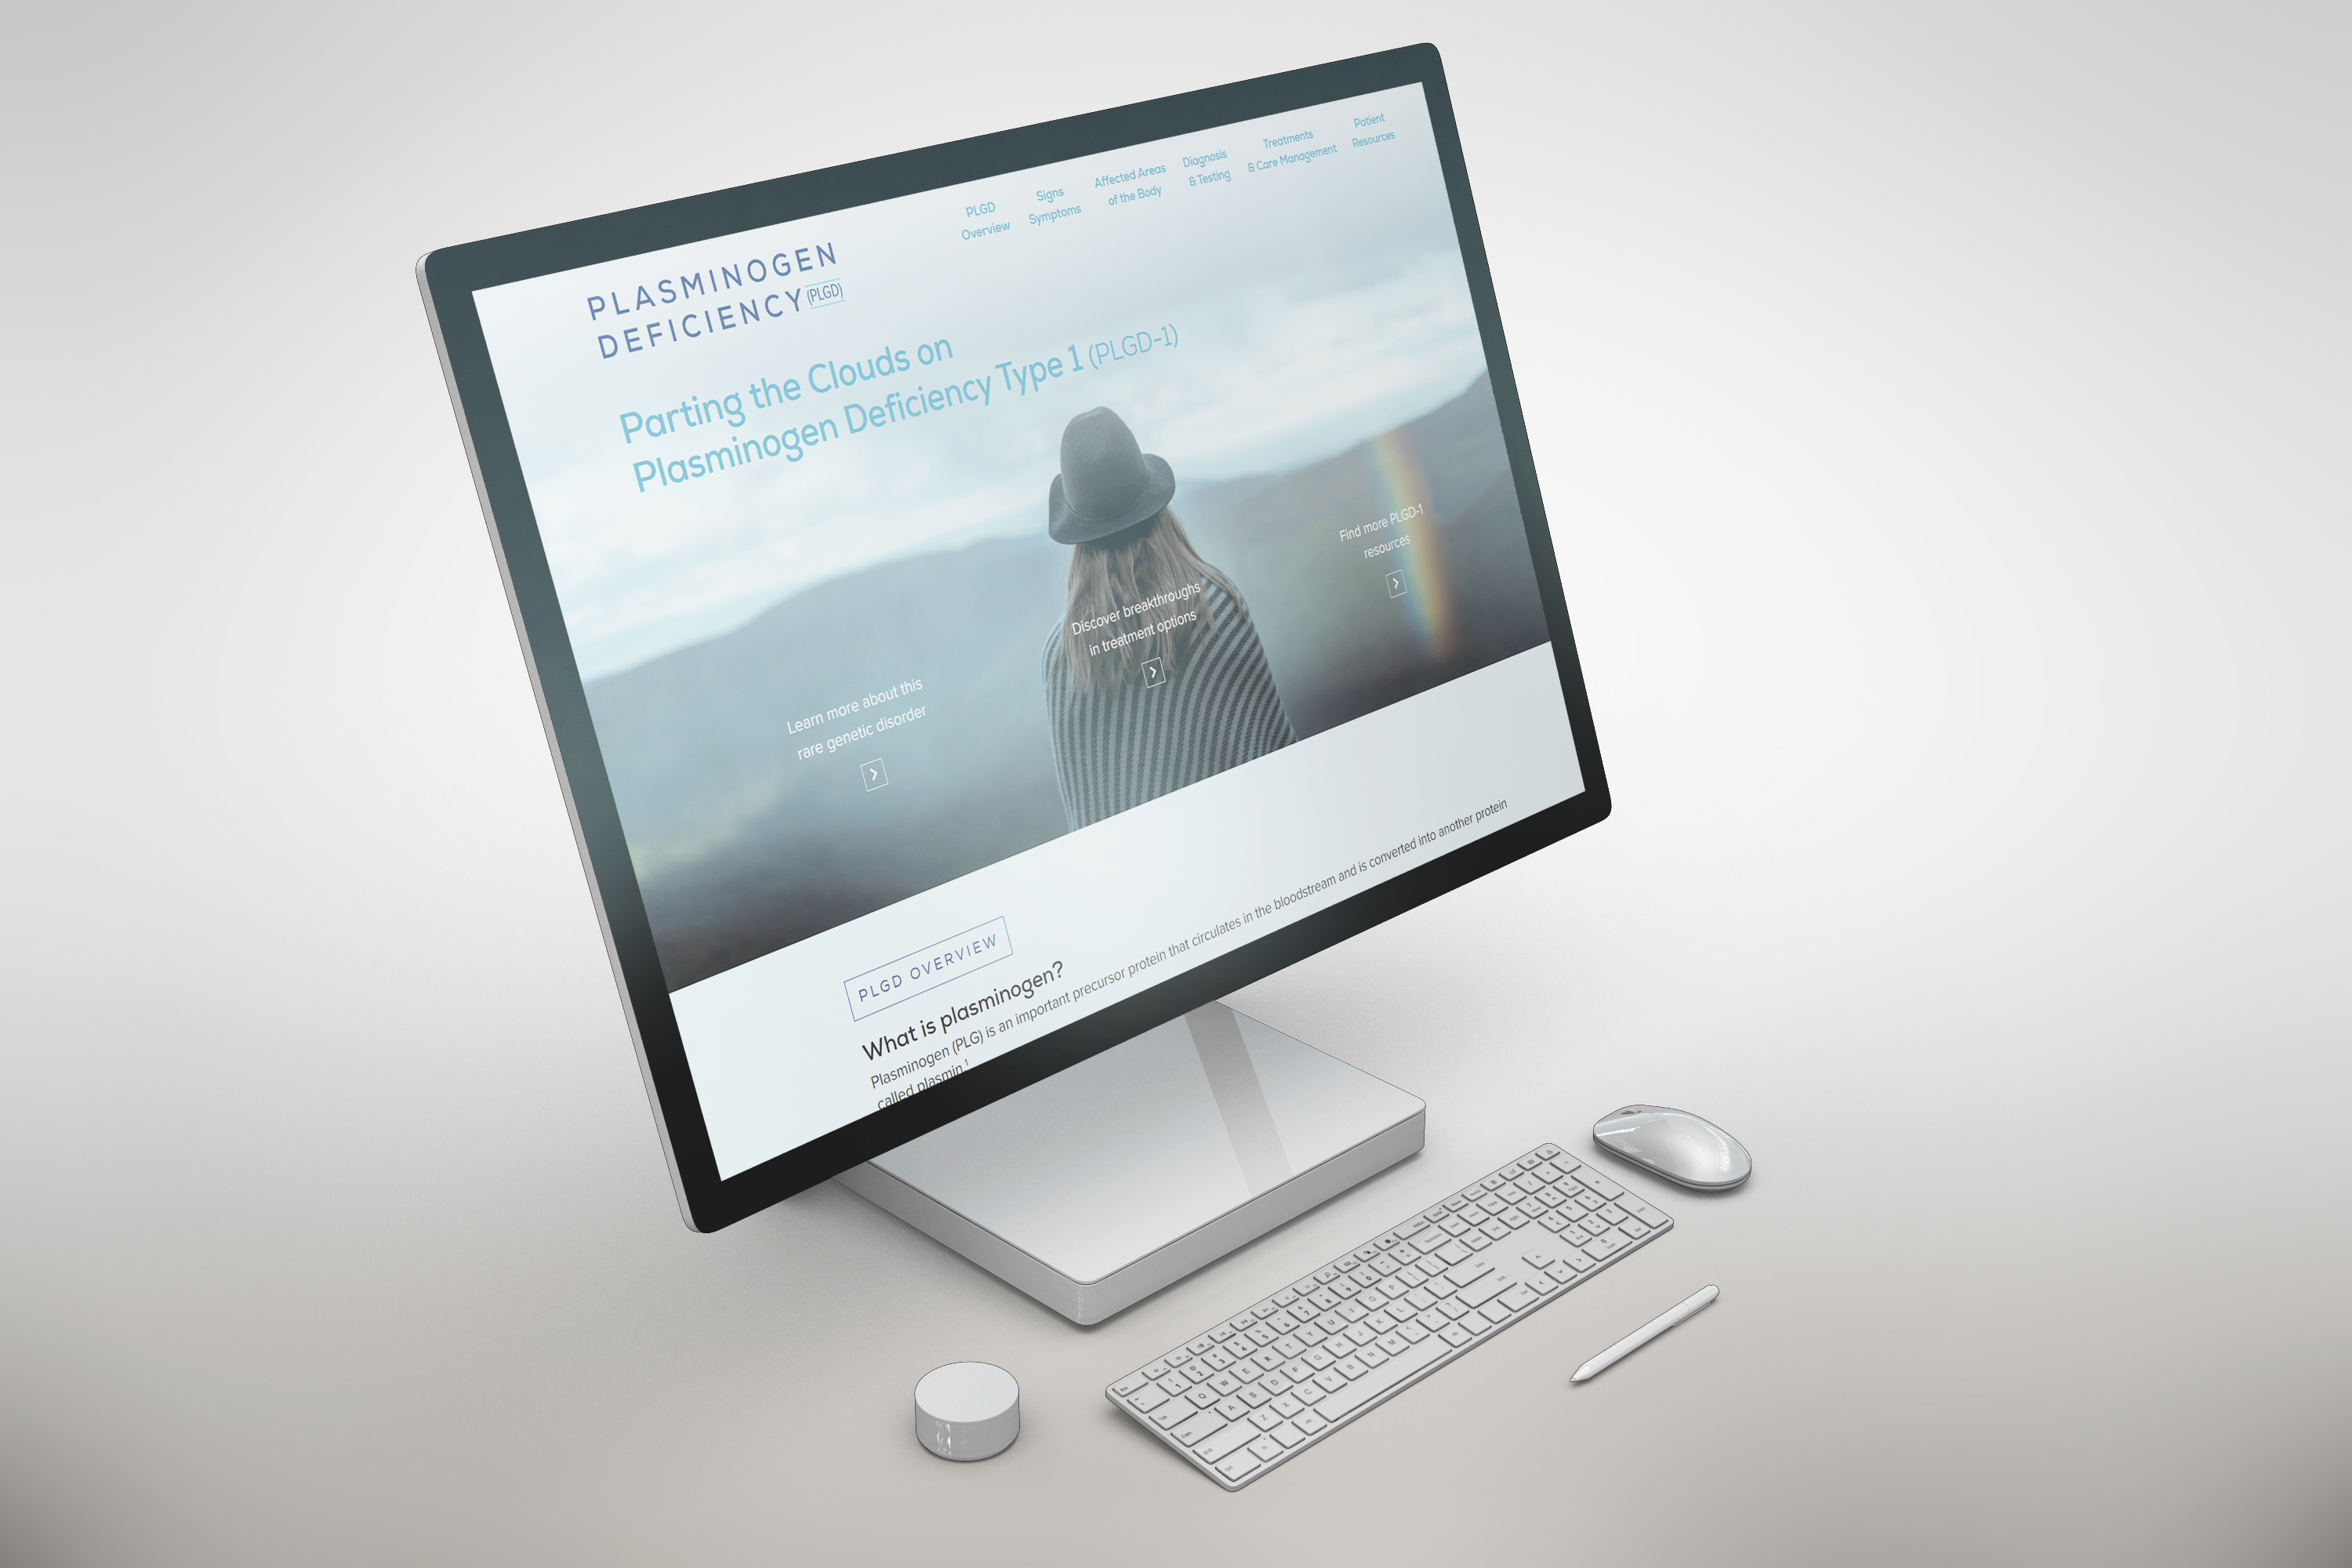 PLASMINOGEN
DEFICIENCY (PLGD)
PLGD
Overview
Signs
Symptoms
Affected Areas
of the Body
Diagnosis
& Testing
Treatments
& Care Management
Patient
Resources
Parting the Clouds on
Plasminogen Deficiency Type 1 (PLGD-1)
Learn more about this
rare genetic disorder
Discover breakthroughs
in treatment options
Find more PLGD-1
resources
PLGD OVERVIEW
What is plasminogen?
Plasminogen (PLG) is an important precursor protein that circulates in the bloodstream and is converted into another protein
called plasmin.1